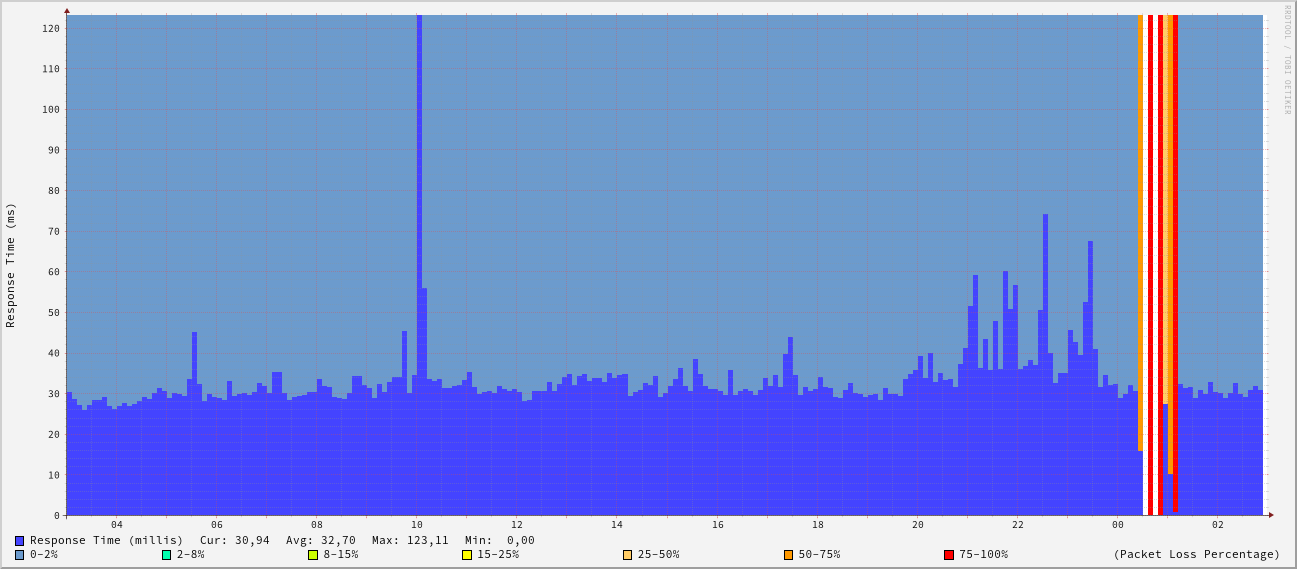 RRDTOOL / TOBI OETIKER
Response Time (ms)
120
110
100
90
80
70
60
50
40
30
20
10
0
04 06 08 10 12 14 16 18 20 22 00 02
Response Time (millis) Cur: 30,94 Avg: 32,70 Max: 123,11 Min: 0,00
0-2% 2-8% 8-15% 15-25% 25-50% 50-75% 75-100% (Packet Loss Percentage)